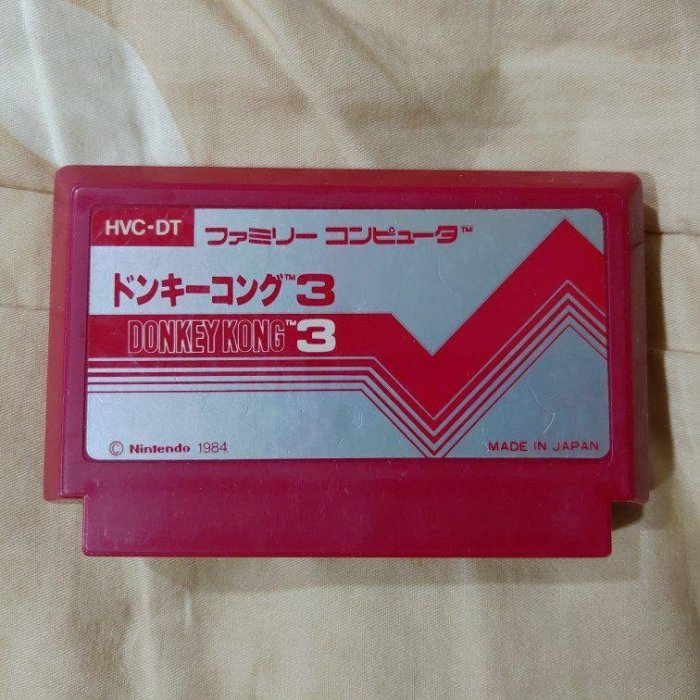 HVC-DT ファミリー コンピュータ™
ドンキーコング™3
DONKEY KONG™3
© Nintendo 1984 MADE IN JAPAN